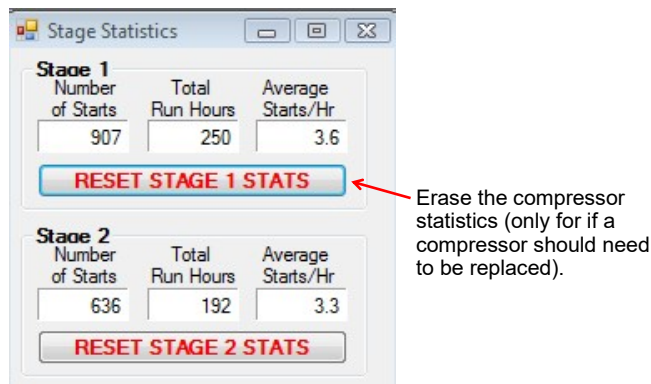 Stage Statistics
Stage 1
Number Total Average
of Starts Run Hours Starts/Hr
907 250 3.6
RESET STAGE 1 STATS
Erase the compressor
statistics (only for if a
compressor should need
to be replaced).
Stage 2
Number Total Average
of Starts Run Hours Starts/Hr
636 192 3.3
RESET STAGE 2 STATS